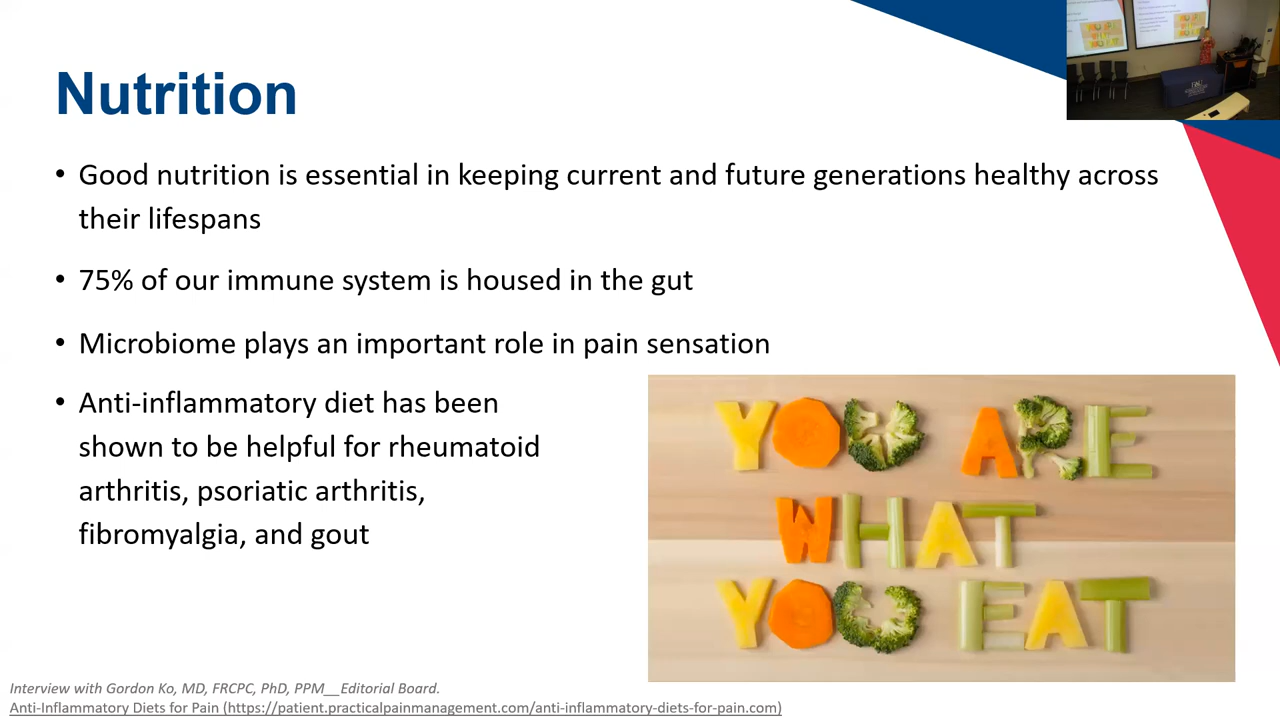 Nutrition
• Good nutrition is essential in keeping current and future generations healthy across
their lifespans
• 75% of our immune system is housed in the gut
• Microbiome plays an important role in pain sensation
• Anti-inflammatory diet has been
shown to be helpful for rheumatoid
arthritis, psoriatic arthritis,
fibromyalgia, and gout
YOU ARE
WHAT
YOU EAT
Interview with Gordon Ko, MD, FRCPC, PhD, PPM__Editorial Board.
Anti-Inflammatory Diets for Pain (https://patient.practicalpainmanagement.com/anti-inflammatory-diets-for-pain.com)